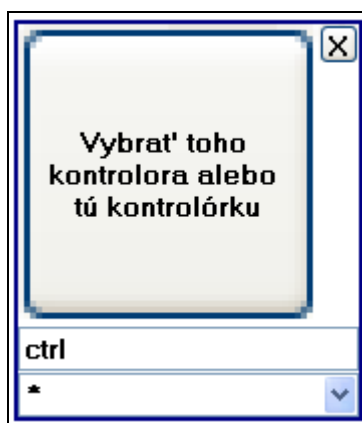 X
Vybrat' toho
kontrolora alebo
tú kontrolórku
ctrl
*